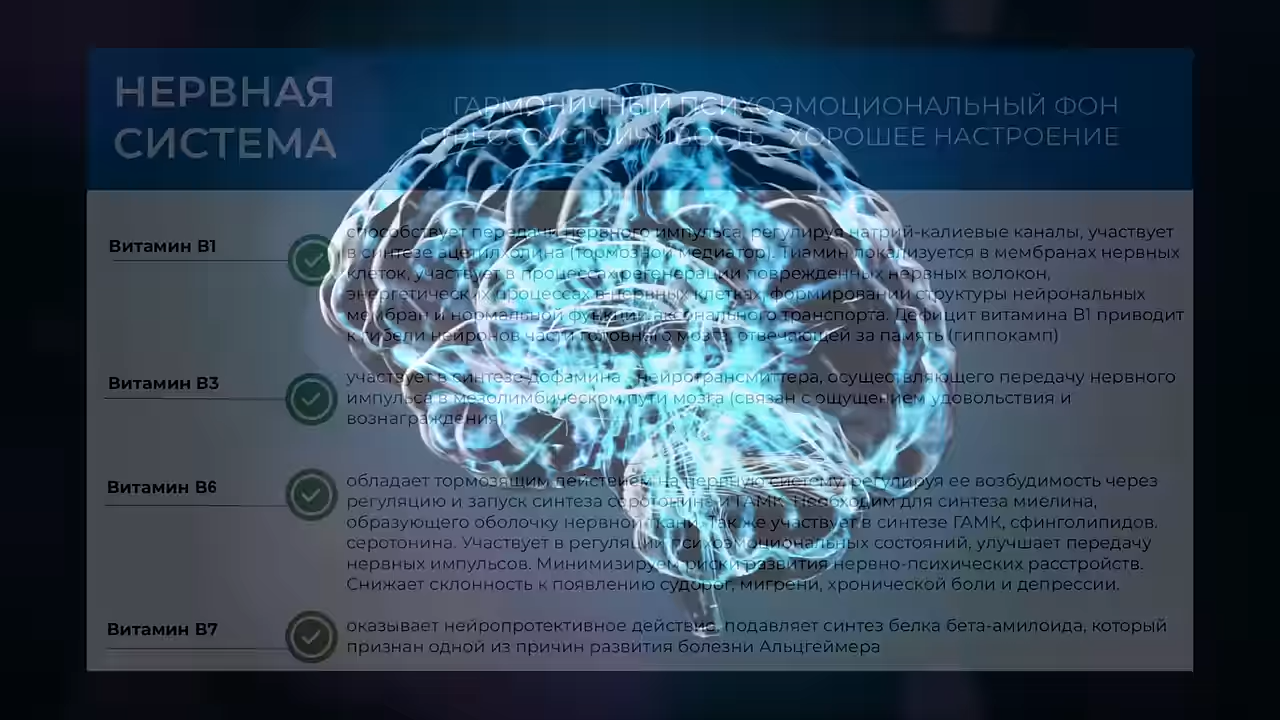 НЕРВНАЯ
СИСТЕМА
ГАРМОНИЧНЫЙ ПСИХОЭМОЦИОНАЛЬНЫЙ ФОН
СТРЕССОУСТОЙЧИВОСТЬ ХОРОШЕЕ НАСТРОЕНИЕ
Витамин B1
способствует передачи нервного импульса, регулируя натрий-калиевые каналы, участвует
в синтезе ацетилхолина (тормозной медиатор). Тиамин локализуется в мембранах нервных
клеток, участвует в процессах регенерации поврежденных нервных волокон,
энергетических процессах в нервных клетках, формировании структуры нейрональных
мембран и нормальной функции аксонального транспорта. Дефицит витамина B1 приводит
к гибели нейронов части головного мозга, отвечающей за память (гиппокамп)
Витамин B3
участвует в синтезе дофамина - нейротрансмиттера, осуществляющего передачу нервного
импульса в мезолимбическом пути мозга (связан с ощущением удовольствия и
вознаграждения)
Витамин B6
обладает тормозящим действием на нервную систему, регулируя ее возбудимость через
регуляцию и запуск синтеза серотонина и ГАМК. Необходим для синтеза миелина,
образующего оболочку нервной ткани. Так же участвует в синтезе ГАМК, сфинголипидов.
серотонина. Участвует в регуляции психоэмоциональных состояний, улучшает передачу
нервных импульсов. Минимизируем риски развития нервно-психических расстройств.
Снижает склонность к появлению судорог, мигрени, хронической боли и депрессии.
Витамин B7
оказывает нейропротективное действие, подавляет синтез белка бета-амилоида, который
признан одной из причин развития болезни Альцгеймера